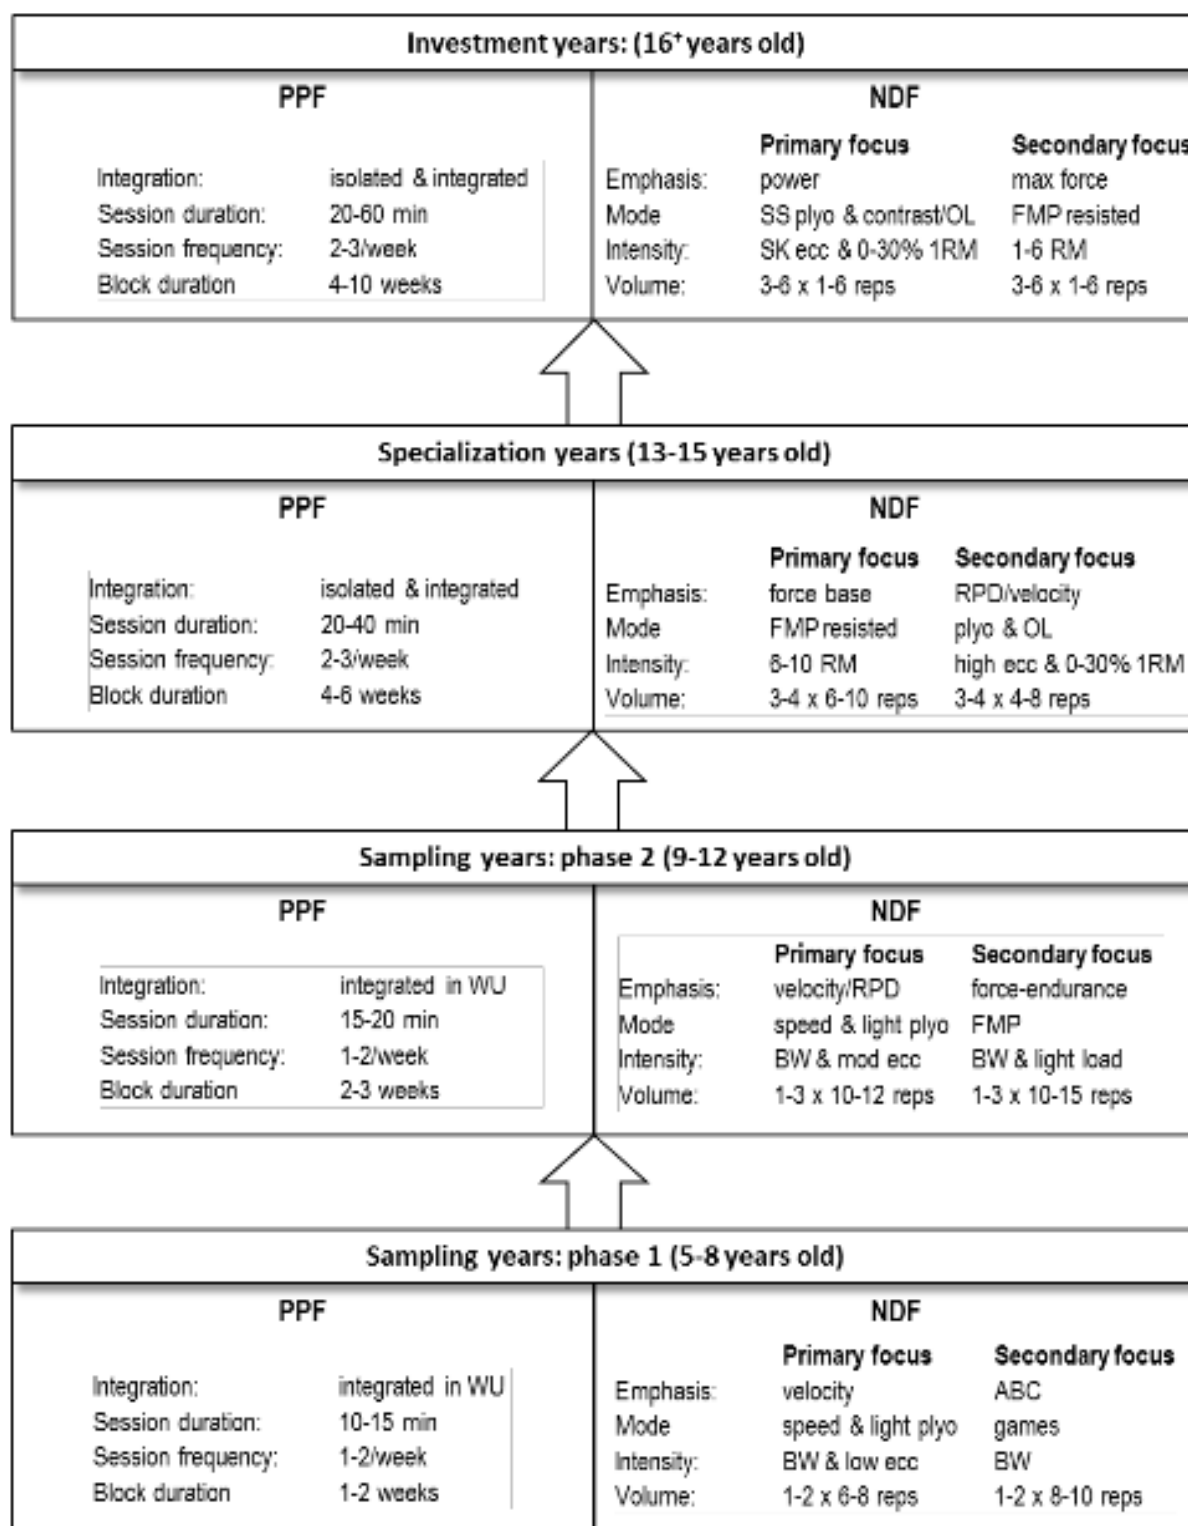 Investment years: (16⁺ years old)
PPF
Integration: isolated & integrated
Session duration: 20-60 min
Session frequency: 2-3/week
Block duration 4-10 weeks
NDF
Primary focus Secondary focus
Emphasis: power max force
Mode SS plyo & contrast/OL FMP resisted
Intensity: SK ecc & 0-30% 1RM 1-6 RM
Volume: 3-6 x 1-6 reps 3-6 x 1-6 reps
Specialization years (13-15 years old)
PPF
Integration: isolated & integrated
Session duration: 20-40 min
Session frequency: 2-3/week
Block duration 4-6 weeks
NDF
Primary focus Secondary focus
Emphasis: force base RPD/velocity
Mode FMP resisted plyo & OL
Intensity: 6-10 RM high ecc & 0-30% 1RM
Volume: 3-4 x 6-10 reps 3-4 x 4-8 reps
Sampling years: phase 2 (9-12 years old)
PPF
Integration: integrated in WU
Session duration: 15-20 min
Session frequency: 1-2/week
Block duration 2-3 weeks
NDF
Primary focus Secondary focus
Emphasis: velocity/RPD force-endurance
Mode speed & light plyo FMP
Intensity: BW & mod ecc BW & light load
Volume: 1-3 x 10-12 reps 1-3 x 10-15 reps
Sampling years: phase 1 (5-8 years old)
PPF
Integration: integrated in WU
Session duration: 10-15 min
Session frequency: 1-2/week
Block duration 1-2 weeks
NDF
Primary focus Secondary focus
Emphasis: velocity ABC
Mode speed & light plyo games
Intensity: BW & low ecc BW
Volume: 1-2 x 6-8 reps 1-2 x 8-10 reps